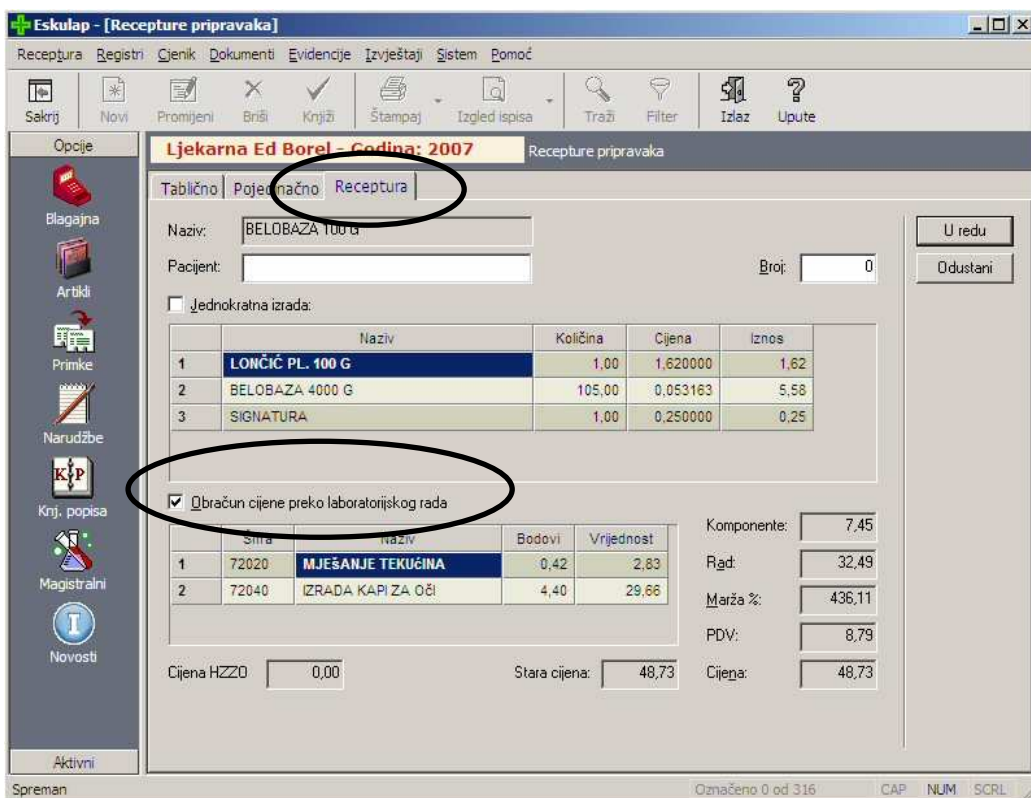 Eskulap - [Recepture pripravaka]
Receptura Registri Cjenik Dokumenti Evidencije Izvještaji Sistem Pomoć
Sakrij Novi Promijeni Briši Knjiži Štampaj Izgled ispisa Traži Filter Izlaz Upute
Opcije
Ljekarna Ed Borel - Godina: 2007 Recepture pripravaka
Tablično Pojedinačno Receptura
Blagajna
Artikli
Primke
Narudžbe
K P
Knj. popisa
Magistralni
Novosti
Aktivni
Naziv: BELOBAZA 100 G
U redu
Pacijent: Broj: 0
Odustani
Jednokratna izrada:
Naziv Količina Cijena Iznos
1 LONČIĆ PL. 100 G 1,00 1,620000 1,62
2 BELOBAZA 4000 G 105,00 0,053163 5,58
3 SIGNATURA 1,00 0,250000 0,25
Obračun cijene preko laboratorijskog rada
Šifra Naziv Bodovi Vrijednost
1 72020 MJEŠANJE TEKUĆINA 0,42 2,83
2 72040 IZRADA KAPI ZA OČI 4,40 29,66
Komponente: 7,45
Rad: 32,49
Marža %: 436,11
PDV: 8,79
Cijena HZZO 0,00 Stara cijena: 48,73 Cijena: 48,73
Spreman Označeno 0 od 316 CAP NUM SCRL